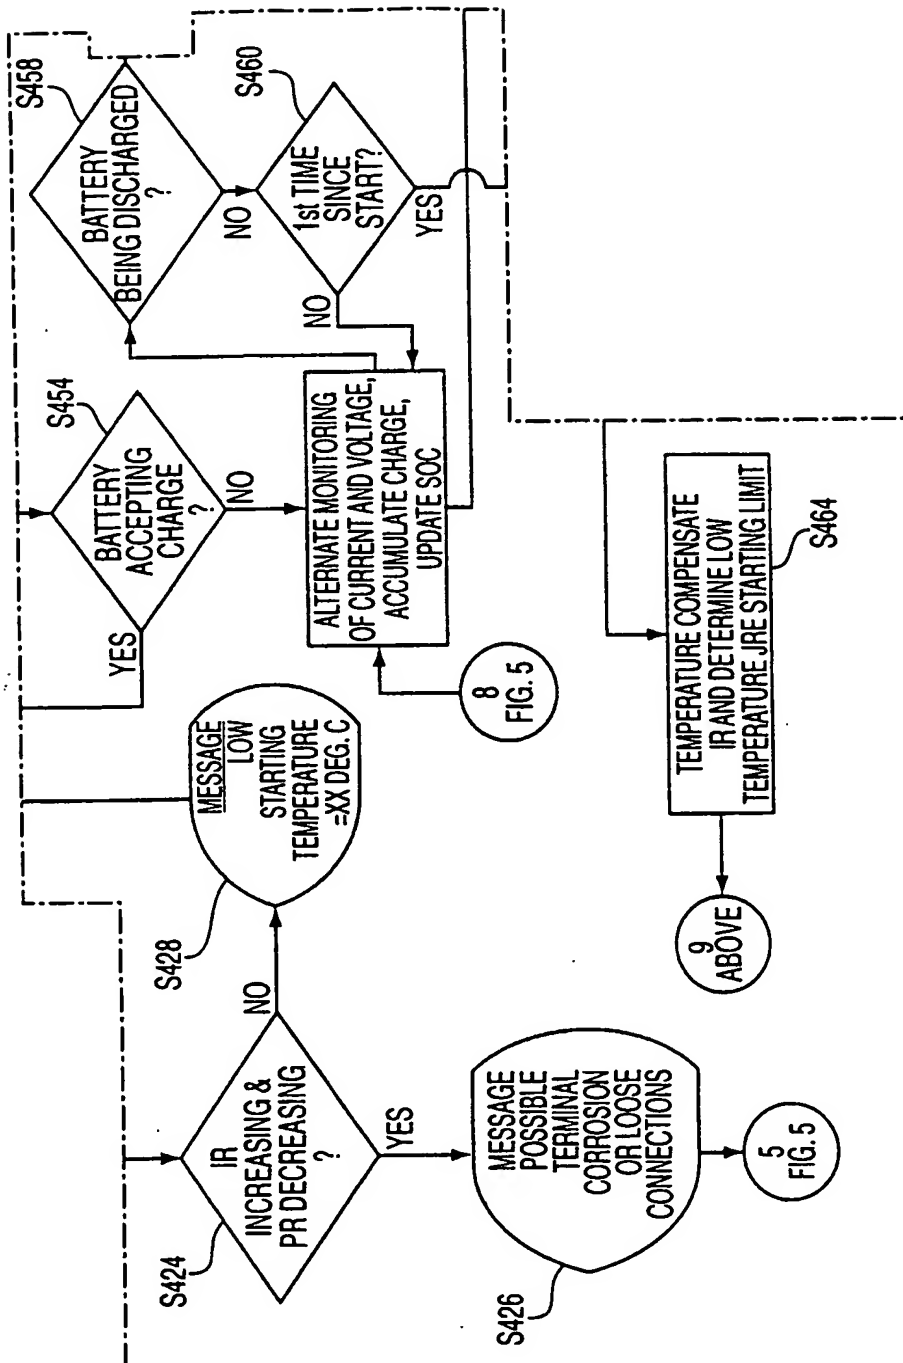 S458
BATTERY
BEING DISCHARGED
?
NO
S460
1st TIME
SINCE
START?
YES
NO
S454
BATTERY
ACCEPTING
CHARGE
?
NO
YES
ALTERNATE MONITORING
OF CURRENT AND VOLTAGE,
ACCUMULATE CHARGE,
UPDATE SOC
8
FIG. 5
MESSAGE
LOW
STARTING
TEMPERATURE
=XX DEG. C
S428
IR
INCREASING &
PR DECREASING
?
NO
YES
S424
MESSAGE
POSSIBLE
TERMINAL
CORROSION
OR LOOSE
CONNECTIONS
S426
5
FIG. 5
TEMPERATURE COMPENSATE
IR AND DETERMINE LOW
TEMPERATURE JRE STARTING LIMIT
S464
9
ABOVE